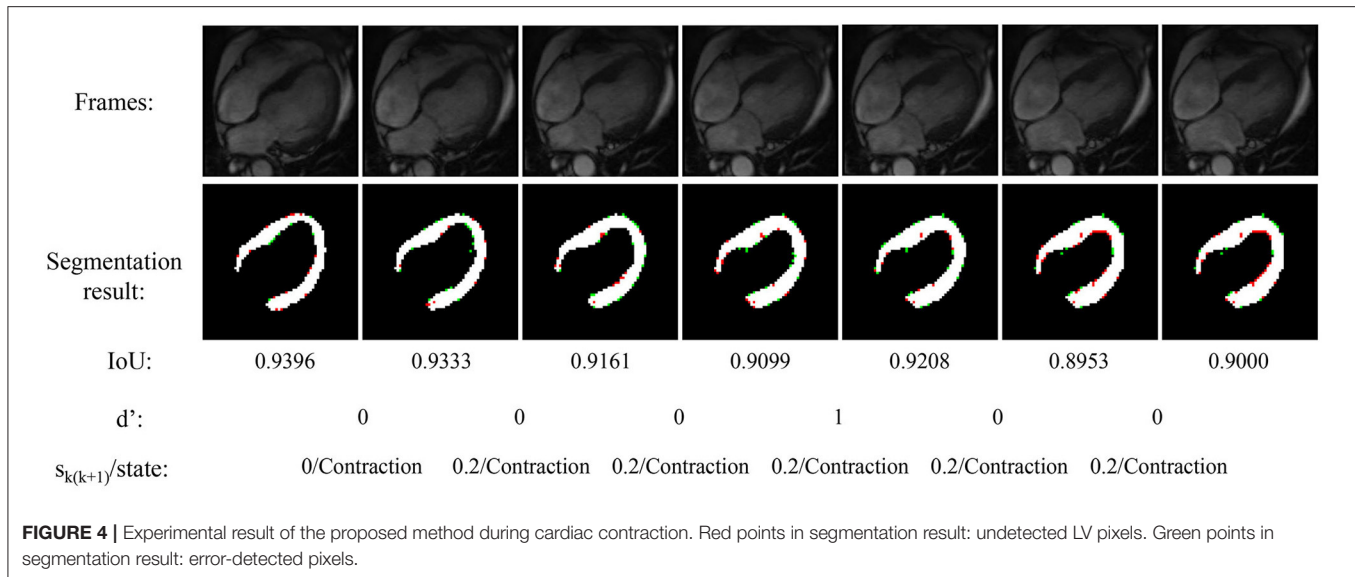 Frames:
Segmentation
result:
IoU: 0.9396 0.9333 0.9161 0.9099 0.9208 0.8953 0.9000
d’: 0 0 0 1 0 0
sk(k+1)/state: 0/Contraction 0.2/Contraction 0.2/Contraction 0.2/Contraction 0.2/Contraction 0.2/Contraction
FIGURE 4 | Experimental result of the proposed method during cardiac contraction. Red points in segmentation result: undetected LV pixels. Green points in
segmentation result: error-detected pixels.